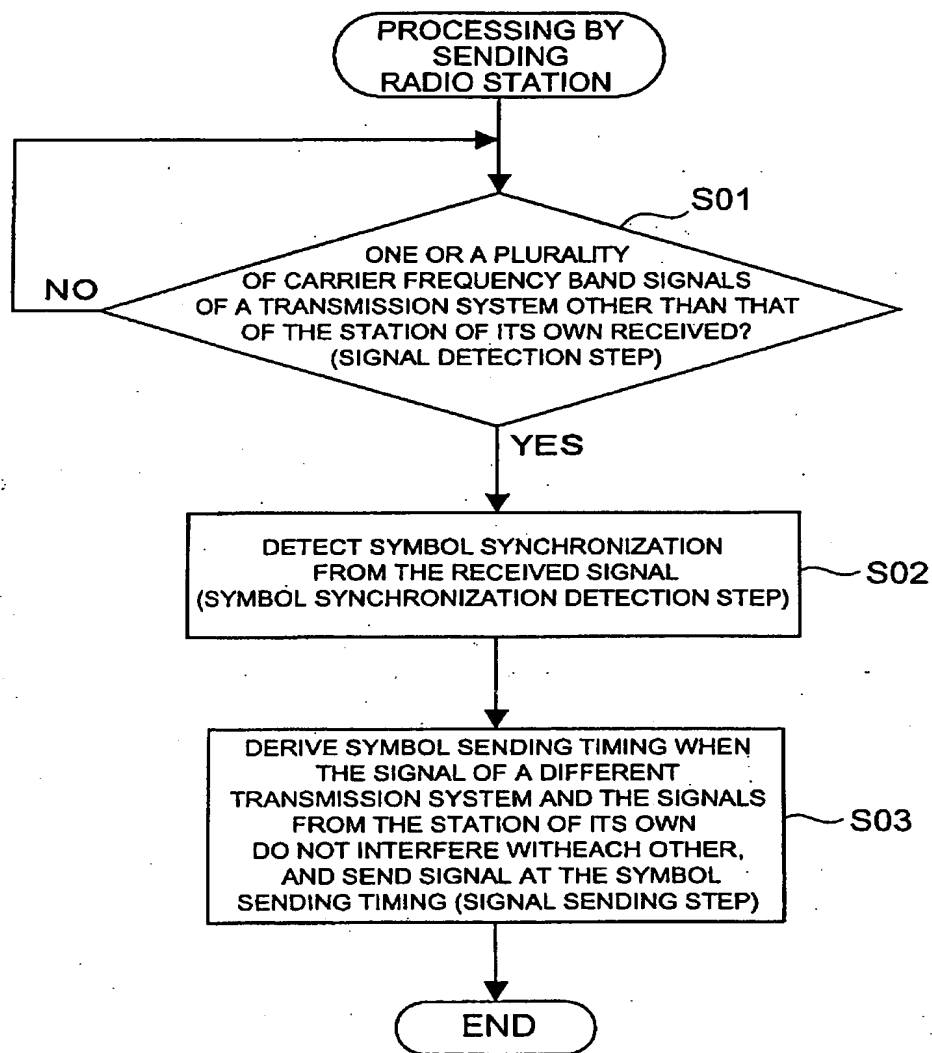 PROCESSING BY
SENDING
RADIO STATION
S01
ONE OR A PLURALITY
OF CARRIER FREQUENCY BAND SIGNALS
OF A TRANSMISSION SYSTEM OTHER THAN THAT
OF THE STATION OF ITS OWN RECEIVED?
(SIGNAL DETECTION STEP)
NO
YES
DETECT SYMBOL SYNCHRONIZATION
FROM THE RECEIVED SIGNAL
(SYMBOL SYNCHRONIZATION DETECTION STEP)
S02
DERIVE SYMBOL SENDING TIMING WHEN
THE SIGNAL OF A DIFFERENT
TRANSMISSION SYSTEM AND THE SIGNALS
FROM THE STATION OF ITS OWN
DO NOT INTERFERE WITHEACH OTHER,
AND SEND SIGNAL AT THE SYMBOL
SENDING TIMING (SIGNAL SENDING STEP)
S03
END